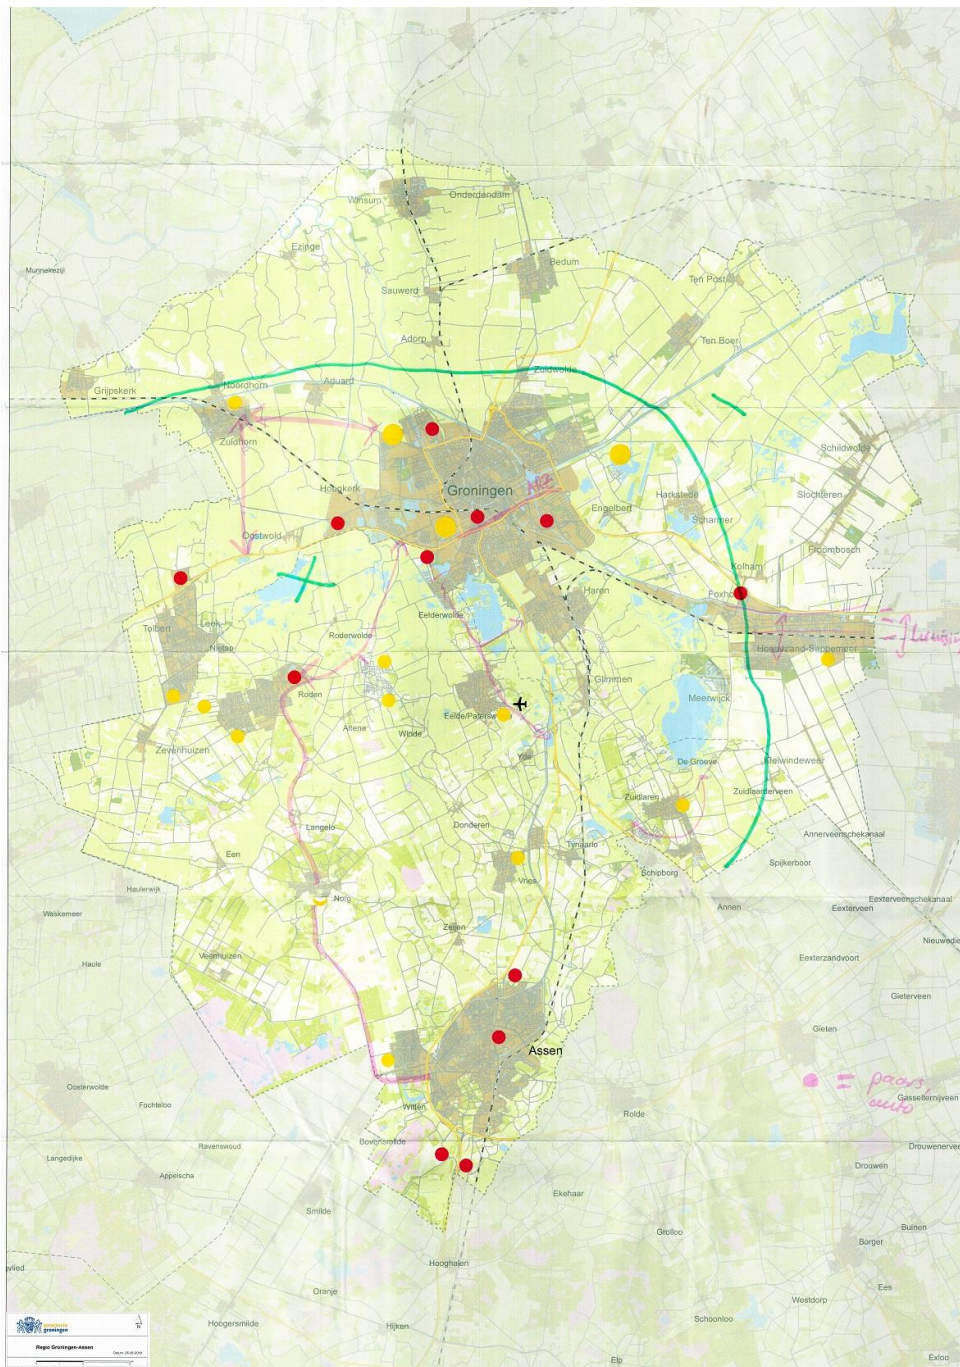 Winsum
Onderdendam
Ezinge
Bedum
Munnekezijl
Sauwerd
Ten Post
Adorp
Ten Boer
Zuidwolde
Grijpskerk
Noordhorn
Aduard
Zuidhorn
Schildwolde
Hoogkerk
Groningen
ARZ
Slochteren
Harkstede
Engelbert
Scharmer
Oostwold
Froombosch
Kolham
Haren
Foxhol
Eelderwolde
Tolbert
Leek
Nietap
Roderwolde
Hoogezand-Sappemeer
Glimmen
Roden
Meerwijck
Altena
Eelde/Paterswolde
Winde
Zevenhuizen
Yde
De Groeve
Kielwindeweer
Zuidlaren
Zuidlaarderveen
Langelo
Donderen
Tynaarlo
Annerveenschekanaal
Een
Spijkerboor
Vries
Schipborg
Haulerwijk
Norg
Annen
Eexterveenschekanaal
Eexterveen
Waskemeer
Zeijen
Nieuwedie
Veenhuizen
Eexterzandvoort
Haule
Gieterveen
Gieten
Assen
= paars,
auto
Oosterwolde
Gasselternijveen
Fochteloo
Witten
Rolde
Bovensmilde
Ravenswoud
Drouwenerveen
Langedijke
Appelscha
Drouwen
Ekehaar
Smilde
Buinen
Grolloo
Borger
Hooghalen
Ees
Oranje
Westdorp
Hoogersmilde
Hijken
Schoonloo
Elp
Exloo
provincie
groningen
Regio Groningen-Assen